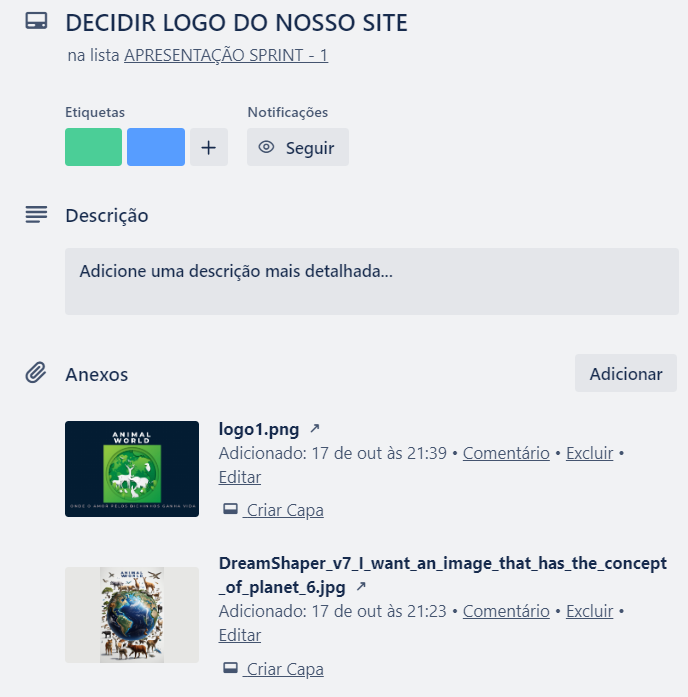 DECIDIR LOGO DO NOSSO SITE
na lista APRESENTAÇÃO SPRINT - 1
Etiquetas
Notificações
+
Seguir
Descrição
Adicione uma descrição mais detalhada...
Anexos
Adicionar
ANIMAL
WORLD
ONDE O AMOR PELOS BICHINHOS GANHA VIDA
logo1.png ↗
Adicionado: 17 de out às 21:39 • Comentário • Excluir •
Editar
Criar Capa
ANIMAL
WORLD
DreamShaper_v7_I_want_an_image_that_has_the_concept
_of_planet_6.jpg ↗
Adicionado: 17 de out às 21:23 • Comentário • Excluir •
Editar
Criar Capa